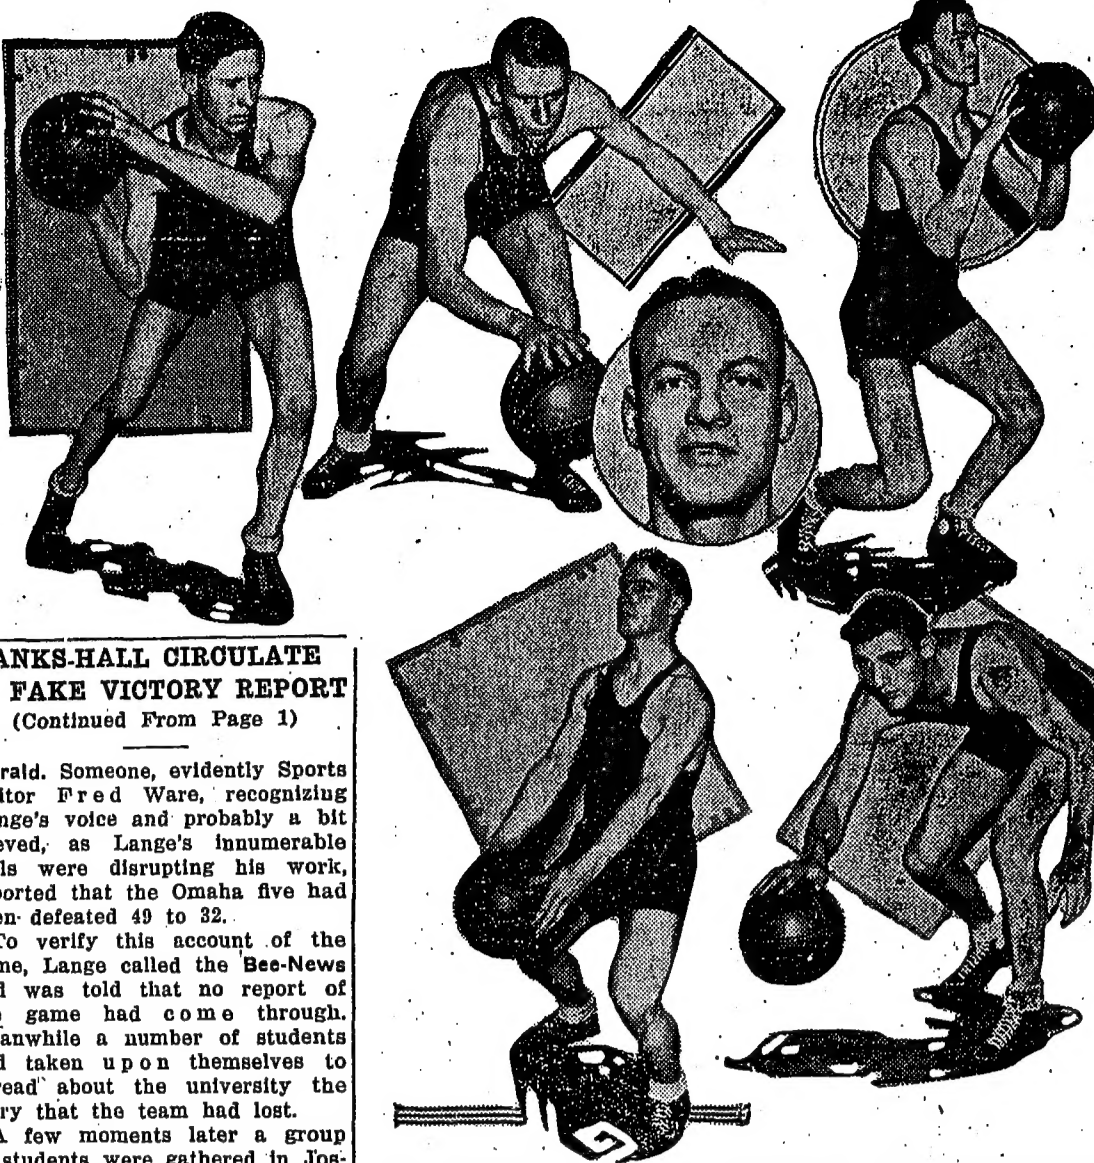 ANKS-HALL CIRCULATE
FAKE VICTORY REPORT
(Continued From Page 1)
rald. Someone, evidently Sports
itor Fred Ware, recognizing
nge's voice and probably a bit
eved, as Lange's innumerable
ls were disrupting his work,
ported that the Omaha five had
en defeated 49 to 32.
To verify this account of the
me, Lange called the Bee-News
d was told that no report of
e game had come through.
eanwhile a number of students
d taken upon themselves to
read about the university the
ry that the team had lost.
A few moments later a group
students were gathered in Jos-